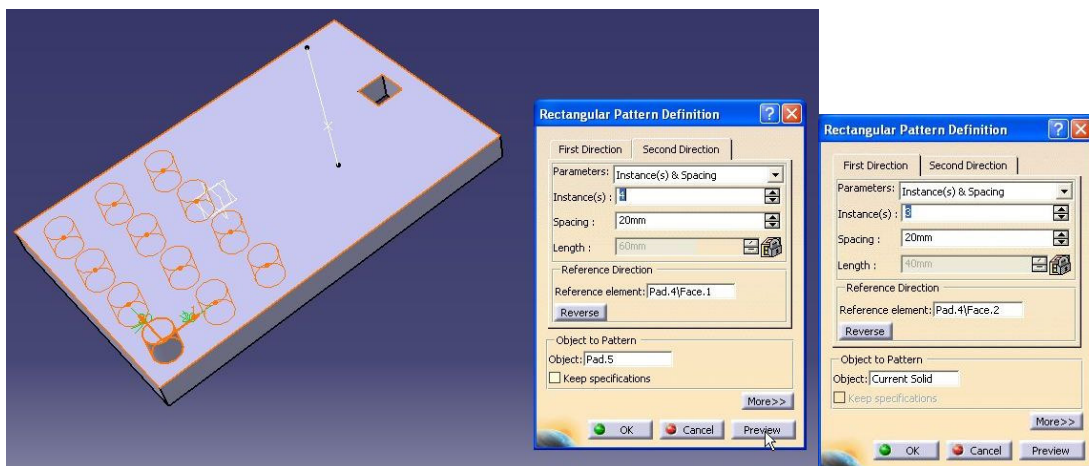 Rectangular Pattern Definition
First Direction Second Direction
Parameters: Instance(s) & Spacing
Instance(s) : 4
Spacing : 20mm
Length : 60mm
Reference Direction
Reference element: Pad.4\Face.1
Reverse
Object to Pattern
Object: Pad.5
Keep specifications
More>>
OK Cancel Preview
Rectangular Pattern Definition
First Direction Second Direction
Parameters: Instance(s) & Spacing
Instance(s) : 3
Spacing : 20mm
Length : 40mm
Reference Direction
Reference element: Pad.4\Face.2
Reverse
Object to Pattern
Object: Current Solid
Keep specifications
More>>
OK Cancel Preview